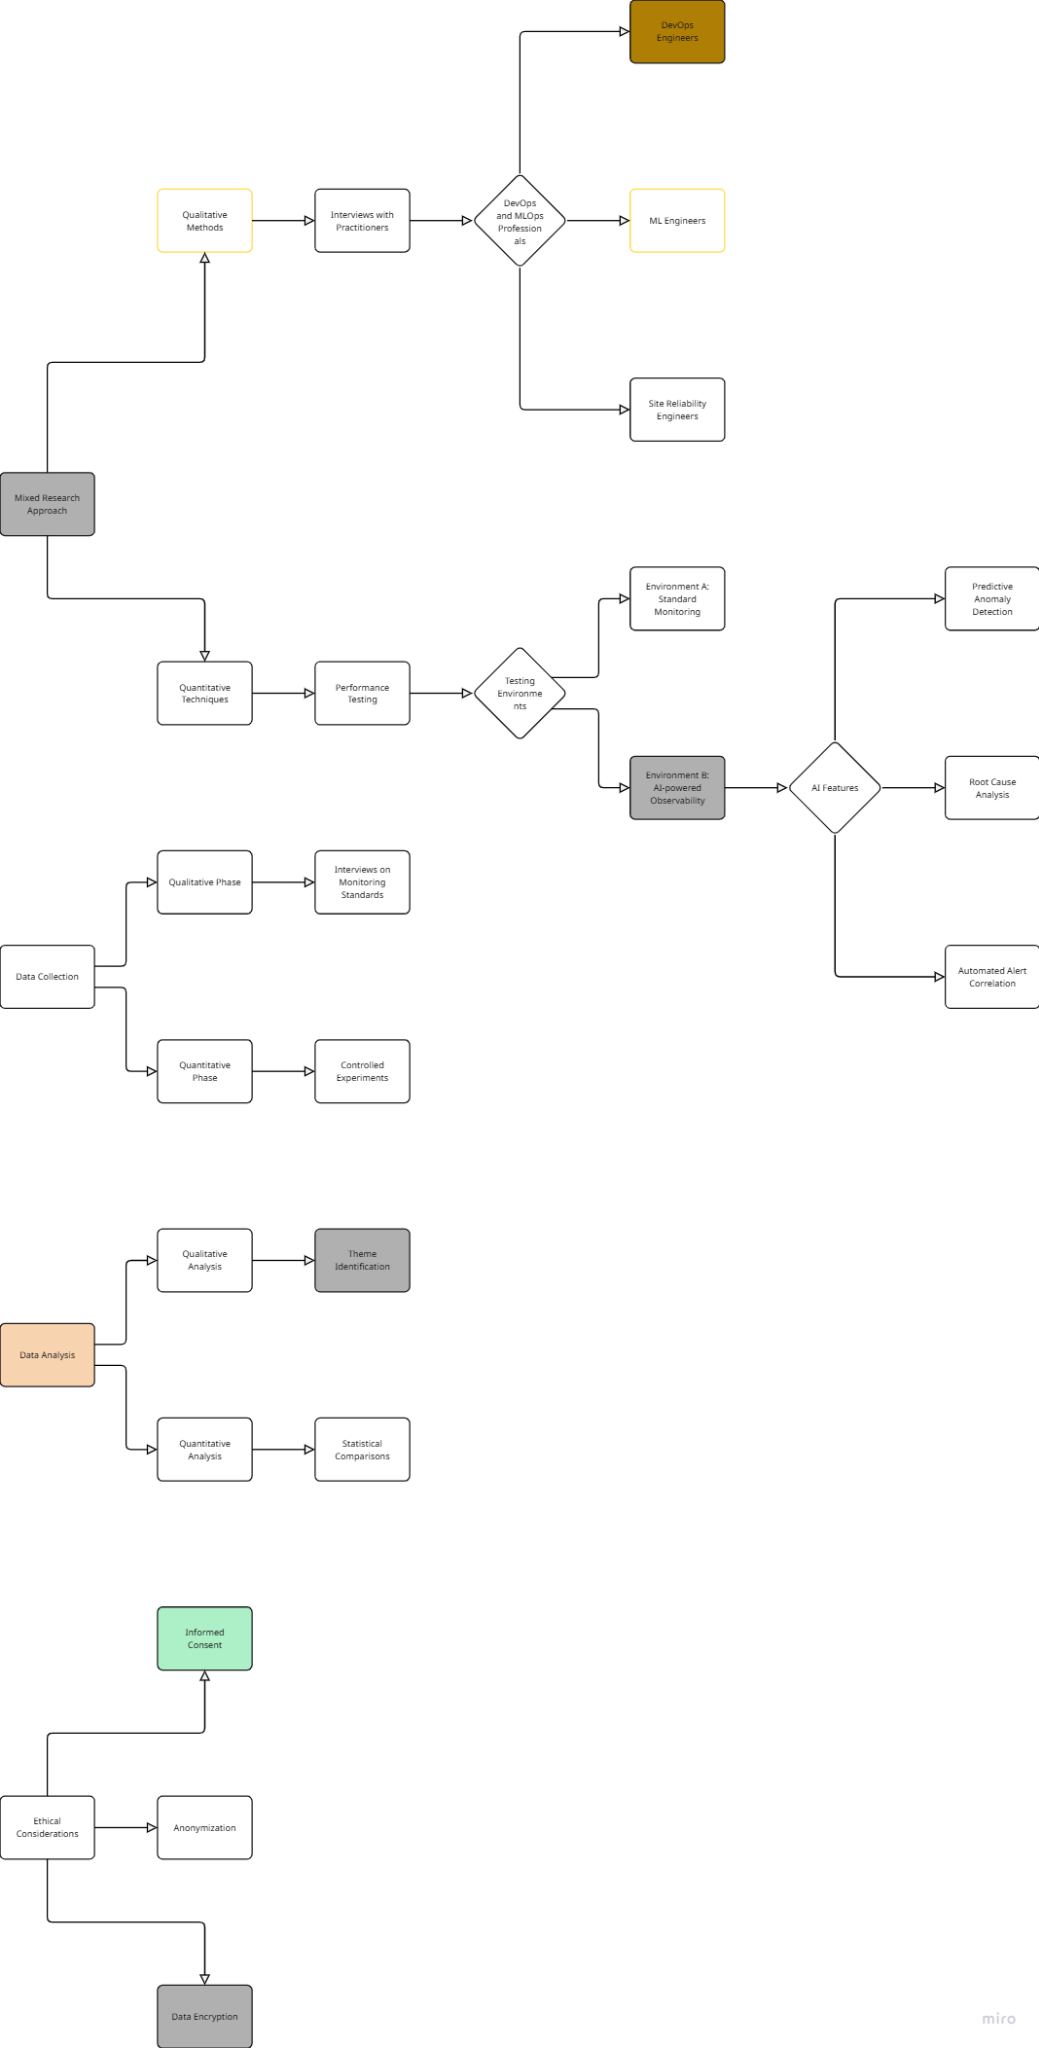 DevOps
Engineers
Qualitative
Methods
Interviews with
Practitioners
DevOps
and MLOps
Profession
als
ML Engineers
Site Reliability
Engineers
Mixed Research
Approach
Environment A:
Standard
Monitoring
Predictive
Anomaly
Detection
Quantitative
Techniques
Performance
Testing
Testing
Environme
nts
Environment B:
AI-powered
Observability
AI Features
Root Cause
Analysis
Qualitative Phase
Interviews on
Monitoring
Standards
Data Collection
Automated Alert
Correlation
Quantitative
Phase
Controlled
Experiments
Qualitative
Analysis
Theme
Identification
Data Analysis
Quantitative
Analysis
Statistical
Comparisons
Informed
Consent
Ethical
Considerations
Anonymization
Data Encryption
miro